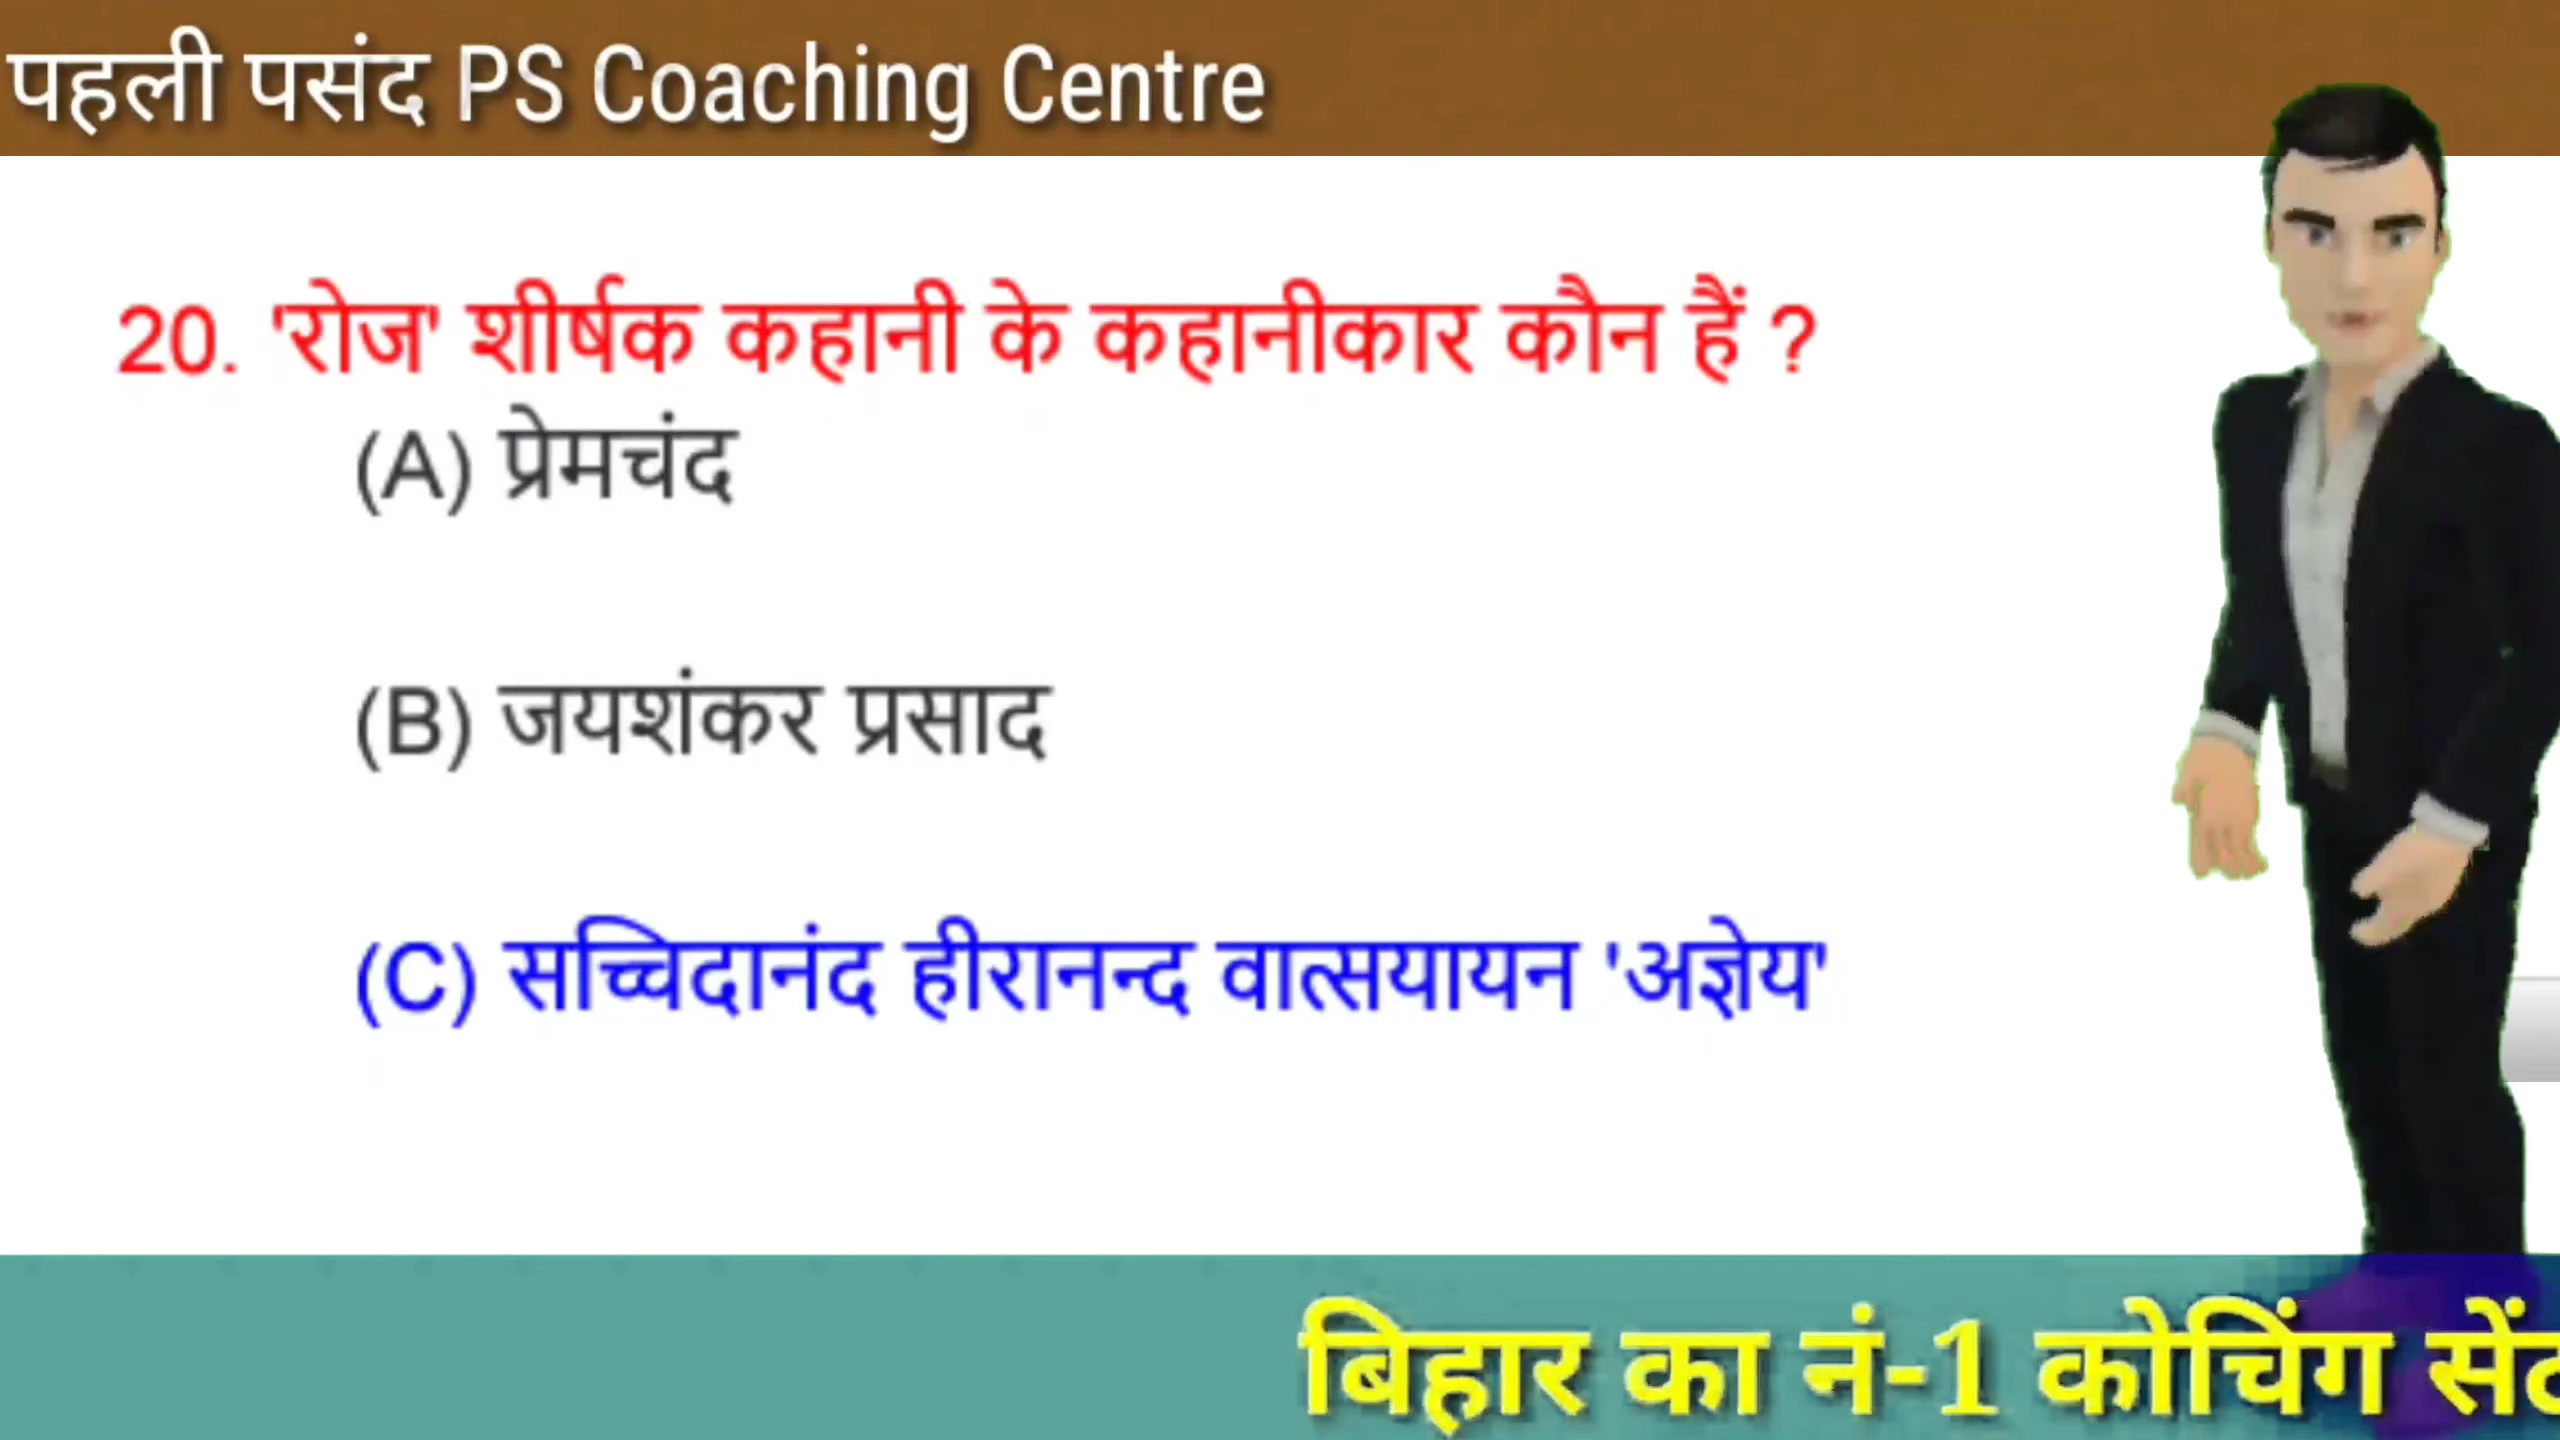 पहली पसंद PS Coaching Centre
20. 'रोज' शीर्षक कहानी के कहानीकार कौन हैं ?
(A) प्रेमचंद
(B) जयशंकर प्रसाद
(C) सच्चिदानंद हीरानन्द वात्सयायन 'अज्ञेय'
बिहार का नं-1 कोचिंग